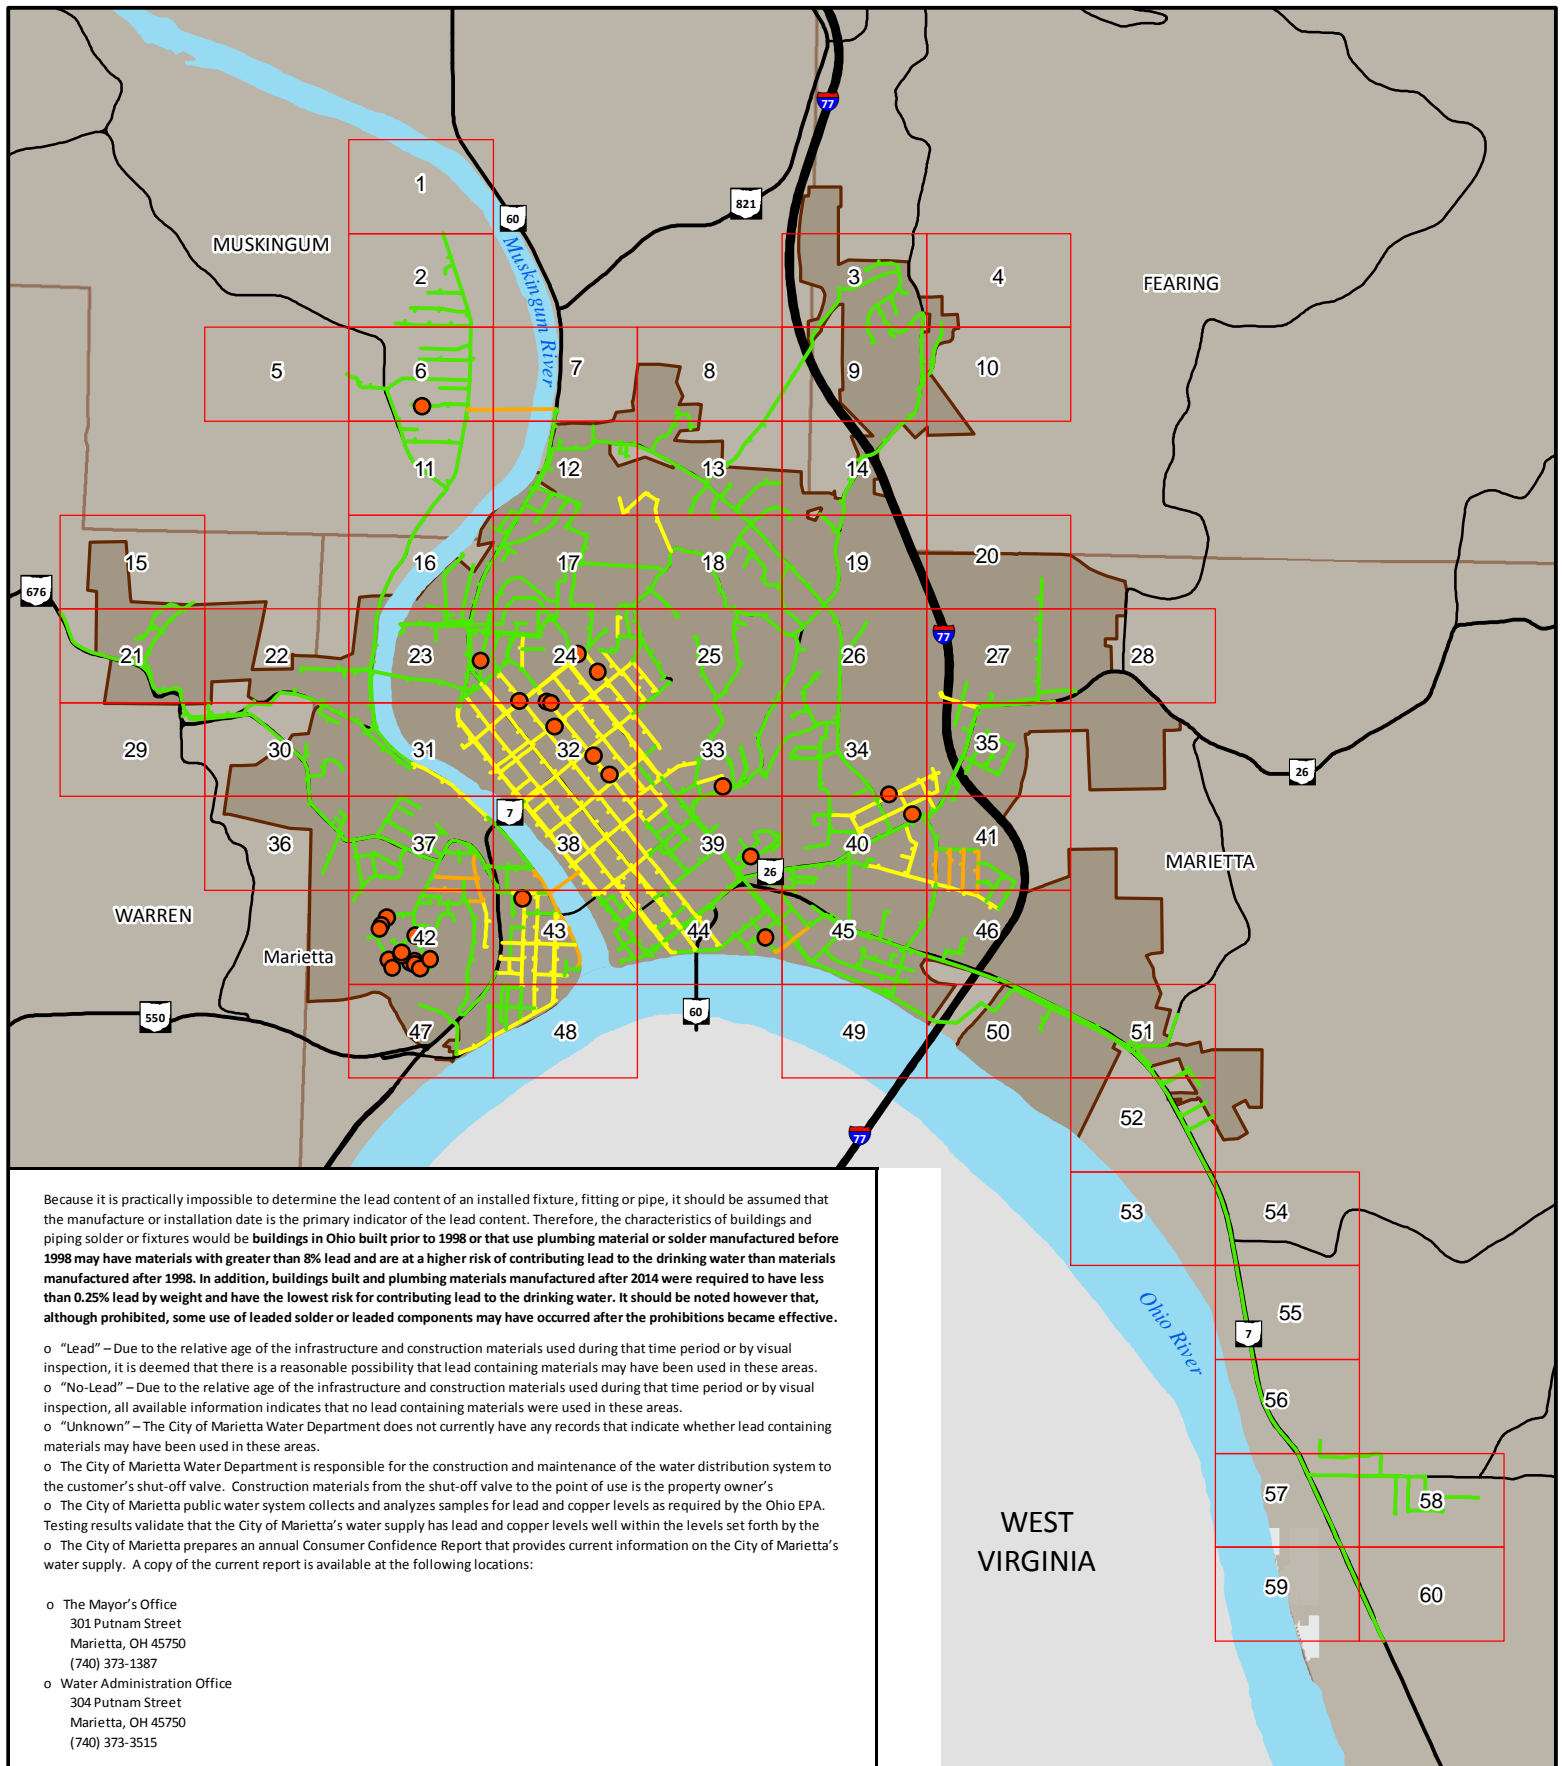 77
1
821
60
MUSKINGUM
Muskingum River
2
3
4
FEARING
5
6
7
8
9
10
11
12
13
14
15
16
17
18
19
20
676
21
22
23
24
25
26
77
27
28
29
30
31
32
33
34
35
26
7
36
37
38
39
40
41
MARIETTA
26
WARREN
42
43
44
45
46
Marietta
550
60
47
48
49
50
51
52
77
53
54
Ohio River
55
7
56
57
58
WEST
VIRGINIA
59
60
Because it is practically impossible to determine the lead content of an installed fixture, fitting or pipe, it should be assumed that
the manufacture or installation date is the primary indicator of the lead content. Therefore, the characteristics of buildings and
piping solder or fixtures would be buildings in Ohio built prior to 1998 or that use plumbing material or solder manufactured before
1998 may have materials with greater than 8% lead and are at a higher risk of contributing lead to the drinking water than materials
manufactured after 1998. In addition, buildings built and plumbing materials manufactured after 2014 were required to have less
than 0.25% lead by weight and have the lowest risk for contributing lead to the drinking water. It should be noted however that,
although prohibited, some use of leaded solder or leaded components may have occurred after the prohibitions became effective.
o “Lead” – Due to the relative age of the infrastructure and construction materials used during that time period or by visual
inspection, it is deemed that there is a reasonable possibility that lead containing materials may have been used in these areas.
o “No-Lead” – Due to the relative age of the infrastructure and construction materials used during that time period or by visual
inspection, all available information indicates that no lead containing materials were used in these areas.
o “Unknown” – The City of Marietta Water Department does not currently have any records that indicate whether lead containing
materials may have been used in these areas.
o The City of Marietta Water Department is responsible for the construction and maintenance of the water distribution system to
the customer’s shut-off valve. Construction materials from the shut-off valve to the point of use is the property owner’s
o The City of Marietta public water system collects and analyzes samples for lead and copper levels as required by the Ohio EPA.
Testing results validate that the City of Marietta’s water supply has lead and copper levels well within the levels set forth by the
o The City of Marietta prepares an annual Consumer Confidence Report that provides current information on the City of Marietta’s
water supply. A copy of the current report is available at the following locations:
o The Mayor’s Office
301 Putnam Street
Marietta, OH 45750
(740) 373-1387
o Water Administration Office
304 Putnam Street
Marietta, OH 45750
(740) 373-3515